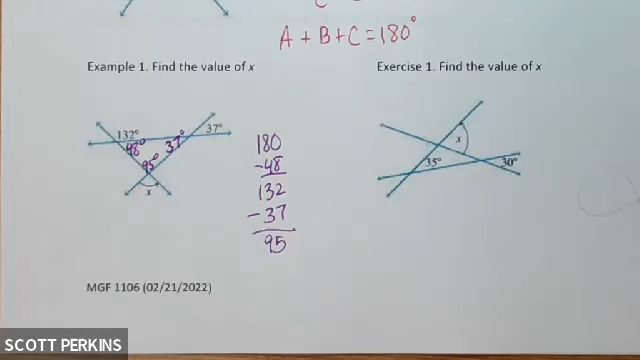 A + B + C = 180°
Example 1. Find the value of x
Exercise 1. Find the value of x
132°
37°
48°
37°
95°
x
180
-48
132
-37
95
x
35°
30°
MGF 1106 (02/21/2022)
SCOTT PERKINS